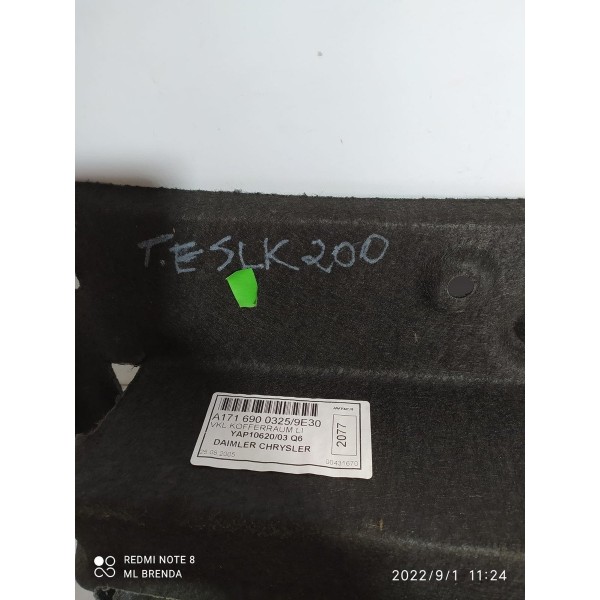 T.E SLK 200
A171 690 0325/9E30
VKL KOFFERRAUM LI
YAP10620/03 Q6
DAIMLER CHRYSLER
2077
00431670
REDMI NOTE 8
ML BRENDA
2022/9/1 11:24